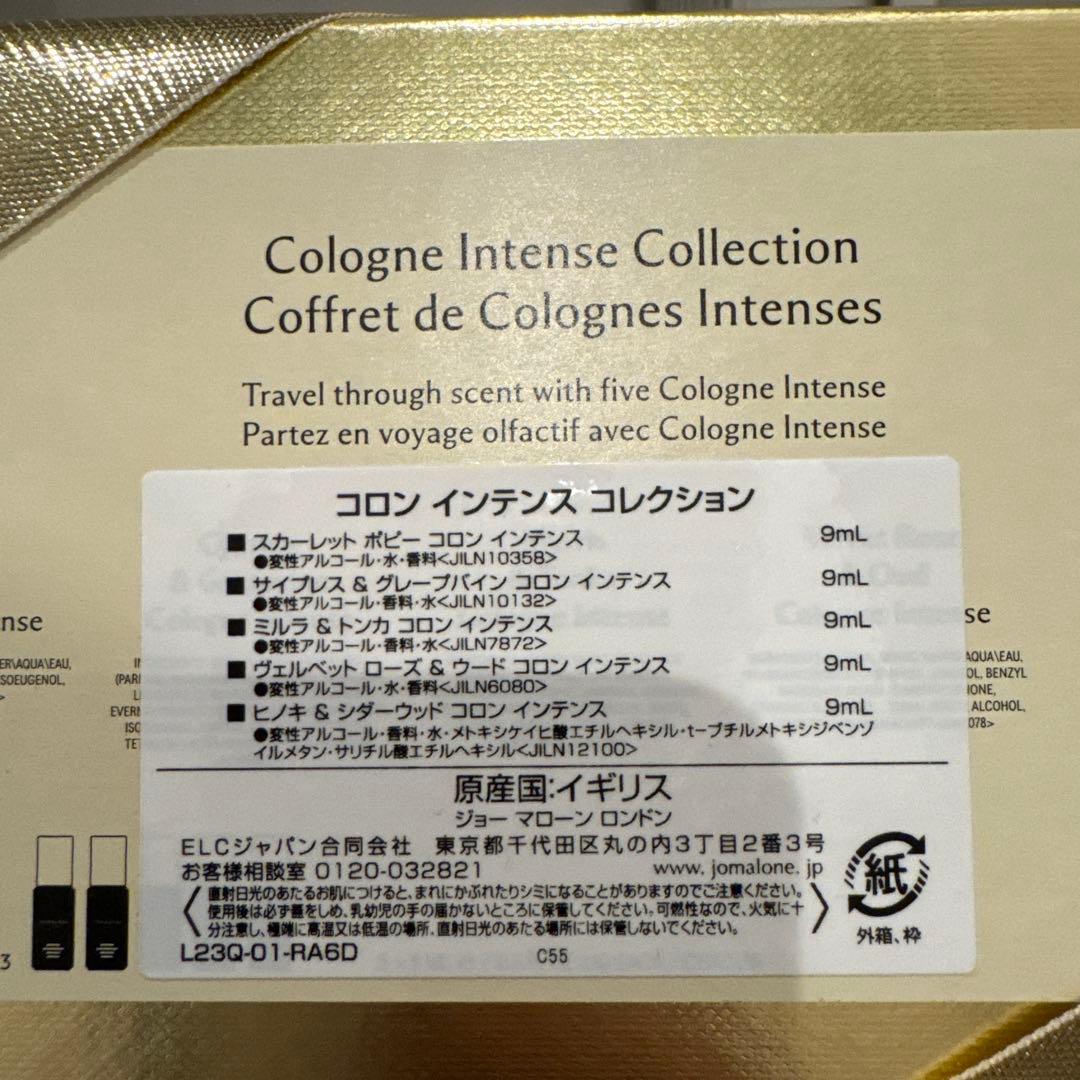 Cologne Intense Collection
Coffret de Colognes Intenses
Travel through scent with five Cologne Intense
Partez en voyage olfactif avec Cologne Intense
コロン インテンス コレクション
■ スカーレット ポピー コロン インテンス 9mL
●変性アルコール・水・香料<JILN10358>
■ サイプレス & グレープバイン コロン インテンス 9mL
●変性アルコール・香料・水<JILN10132>
■ ミルラ & トンカ コロン インテンス 9mL
●変性アルコール・香料・水<JILN7872>
■ ヴェルベット ローズ & ウード コロン インテンス 9mL
●変性アルコール・水・香料<JILN6080>
■ ヒノキ & シダーウッド コロン インテンス 9mL
●変性アルコール・香料・水・メトキシケイヒ酸エチルヘキシル・t-ブチルメトキシジベンゾ
イルメタン・サリチル酸エチルヘキシル<JILN12100>
原産国:イギリス
ジョー マローン ロンドン
ELCジャパン合同会社 東京都千代田区丸の内3丁目2番3号
お客様相談室 0120-032821 www.jomalone.jp
直射日光のあたるお肌につけると、まれにかぶれたりシミになることがありますのでご注意ください。
使用後は必ず蓋をしめ、乳幼児の手の届かないところに保管してください。可燃性なので、火気に十
分注意し、極端に高温又は低温の場所、直射日光のあたる場所には保管しないでください。
L23Q-01-RA6D C55
紙
外箱、枠
nse
ER\AQUA\EAU,
SOEUGENOL,
se
AQUA\EAU,
OL, BENZYL
IONE,
ALCOHOL,
078>
3